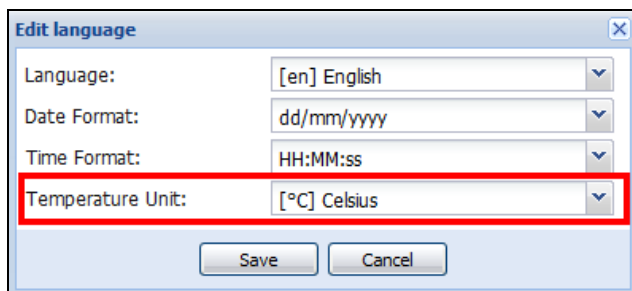 Edit language
Language: [en] English
Date Format: dd/mm/yyyy
Time Format: HH:MM:ss
Temperature Unit: [°C] Celsius
Save Cancel